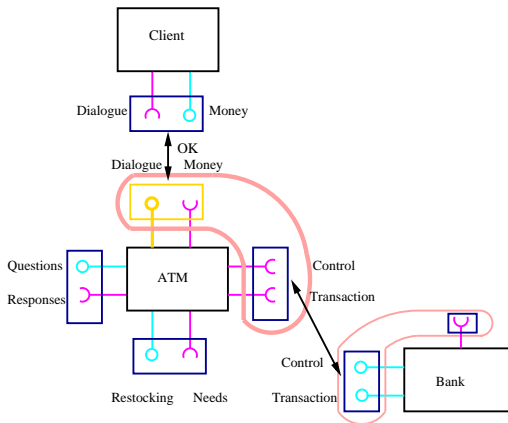 Client
Dialogue Money
OK
Dialogue Money
Questions
ATM
Control
Responses
Transaction
Control
Restocking Needs
Transaction
Bank